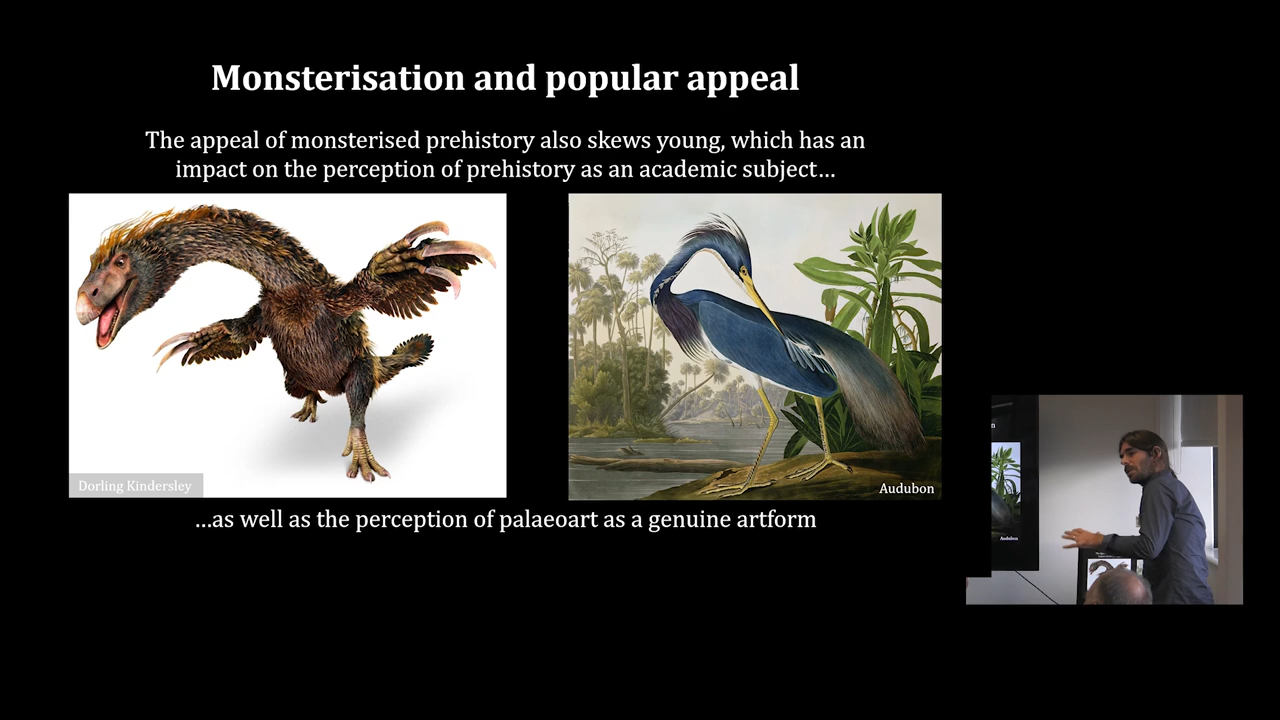 Monsterisation and popular appeal
The appeal of monsterised prehistory also skews young, which has an
impact on the perception of prehistory as an academic subject…
Dorling Kindersley
Audubon
…as well as the perception of palaeoart as a genuine artform
n
Audubon